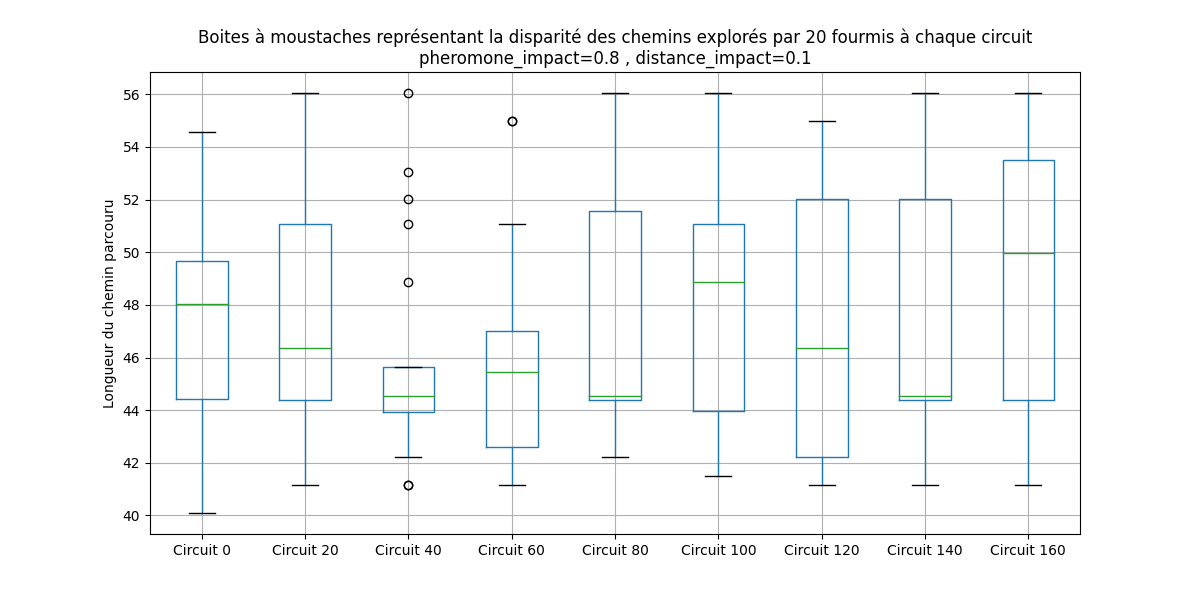 Boites à moustaches représentant la disparité des chemins explorés par 20 fourmis à chaque circuit
pheromone_impact=0.8 , distance_impact=0.1
Longueur du chemin parcouru
56
54
52
50
48
46
44
42
40
Circuit 0
Circuit 20
Circuit 40
Circuit 60
Circuit 80
Circuit 100
Circuit 120
Circuit 140
Circuit 160